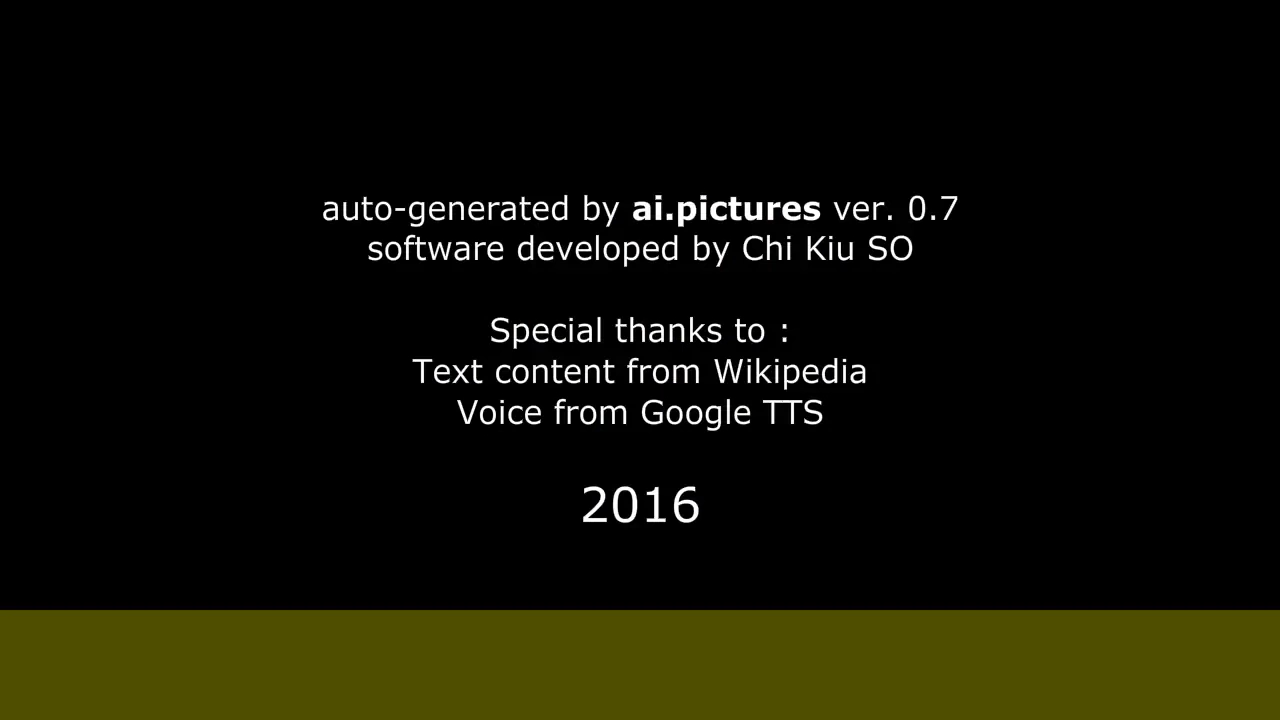 auto-generated by ai.pictures ver. 0.7
software developed by Chi Kiu SO
Special thanks to :
Text content from Wikipedia
Voice from Google TTS
2016